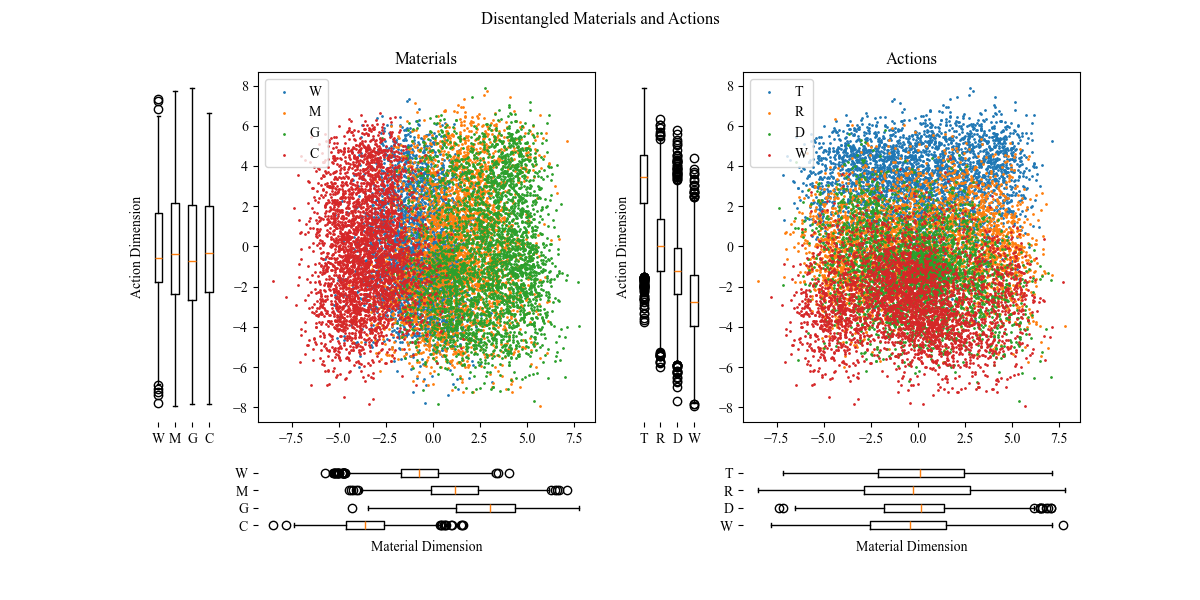 Disentangled Materials and Actions
Materials
Actions
W
M
G
C
T
R
D
W
8
6
4
2
0
−2
−4
−6
−8
8
6
4
2
0
−2
−4
−6
−8
Action Dimension
Action Dimension
W M G C
−7.5 −5.0 −2.5 0.0 2.5 5.0 7.5
T R D W
−7.5 −5.0 −2.5 0.0 2.5 5.0 7.5
W
M
G
C
Material Dimension
T
R
D
W
Material Dimension